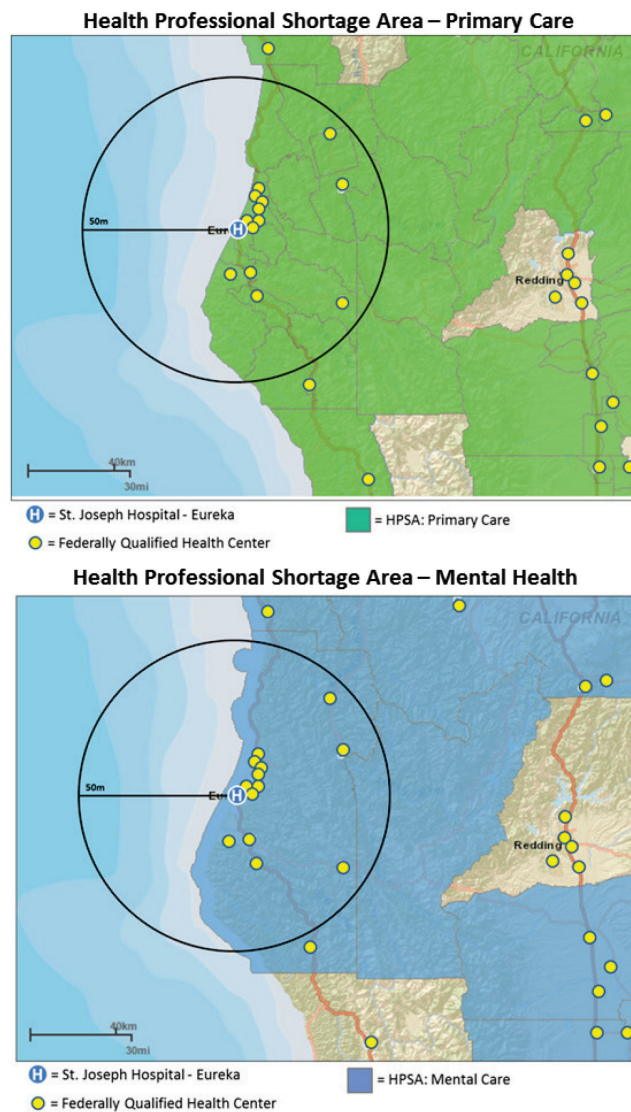 Health Professional Shortage Area – Primary Care
CALIFORNIA
50m
Eur
Redding
40km
30mi
H = St. Joseph Hospital - Eureka
= HPSA: Primary Care
= Federally Qualified Health Center
Health Professional Shortage Area – Mental Health
CALIFORNIA
50m
Eu
Redding
40km
30mi
H = St. Joseph Hospital - Eureka
= HPSA: Mental Care
= Federally Qualified Health Center